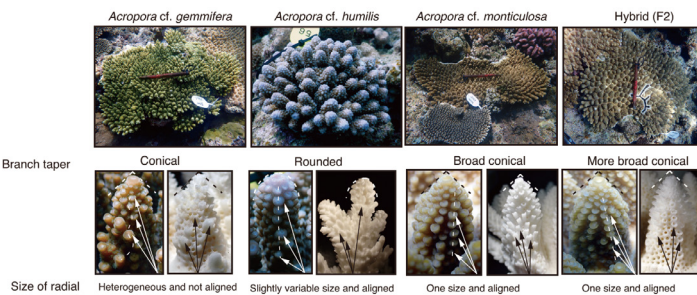 Acropora cf. gemmifera
Acropora cf. humilis
Acropora cf. monticulosa
Hybrid (F2)
Branch taper
Conical
Rounded
Broad conical
More broad conical
Size of radial
Heterogeneous and not aligned
Slightly variable size and aligned
One size and aligned
One size and aligned